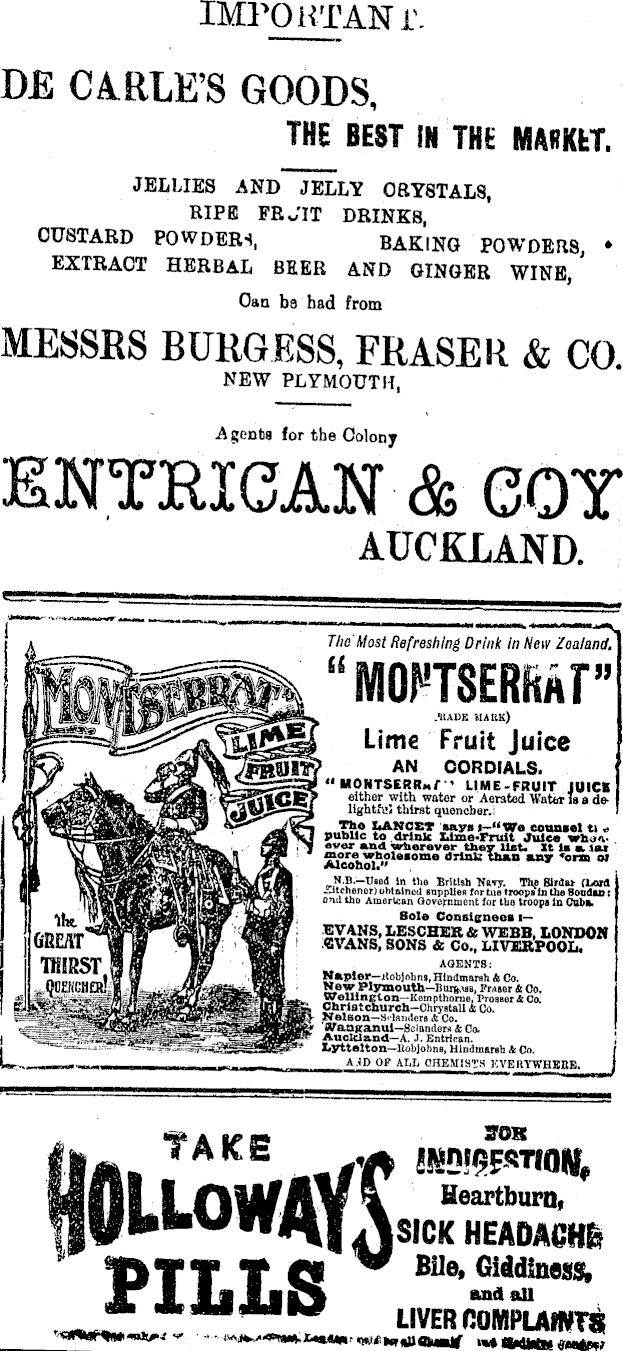 IMPORTANT.
DE CARLE'S GOODS,
THE BEST IN THE MARKET.
JELLIES AND JELLY CRYSTALS,
RIPE FRUIT DRINKS,
CUSTARD POWDERS, BAKING POWDERS,
EXTRACT HERBAL BEER AND GINGER WINE,
Can be had from
MESSRS BURGESS, FRASER & CO.
NEW PLYMOUTH,
Agents for the Colony
ENTRICAN & COY
AUCKLAND.
MONTSERRAT
LIME
FRUIT
JUICE
The
GREAT
THIRST
QUENCHER!
The Most Refreshing Drink in New Zealand.
"MONTSERRAT"
TRADE MARK)
Lime Fruit Juice
AN CORDIALS.
"MONTSERRAT" LIME-FRUIT JUICE
either with water or Aerated Water is a de-
lightful thirst quencher.
The LANCET says :—"We counsel the
public to drink Lime-Fruit Juice when-
ever and wherever they list. It is a far
more wholesome drink than any form of
Alcohol."
N.B.—Used in the British Navy. The Sirdar (Lord
Kitchener) obtained supplies for the troops in the Soudan:
and the American Government for the troops in Cuba.
Sole Consignees :—
EVANS, LESCHER & WEBB, LONDON
EVANS, SONS & Co., LIVERPOOL.
AGENTS:
Napier—Robjohns, Hindmarsh & Co.
New Plymouth—Burgess, Fraser & Co.
Wellington—Kempthorne, Prosser & Co.
Christchurch—Chrystall & Co.
Nelson—Sclanders & Co.
Wanganui—Sclanders & Co.
Auckland—A. J. Entrican.
Lyttelton—Robjohns, Hindmarsh & Co.
AND OF ALL CHEMISTS EVERYWHERE.
TAKE
HOLLOWAY'S
PILLS
FOR
INDIGESTION,
Heartburn,
SICK HEADACHE
Bile, Giddiness,
and all
LIVER COMPLAINTS
London: sold by all Chemists and Medicine